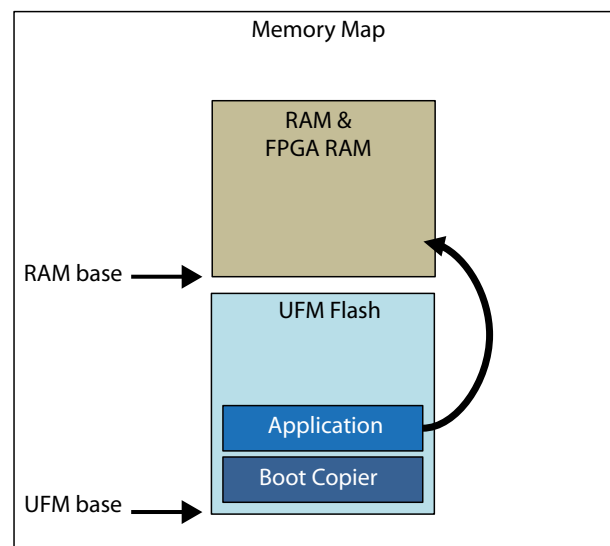 Memory Map
RAM &
FPGA RAM
RAM base
UFM Flash
Application
Boot Copier
UFM base